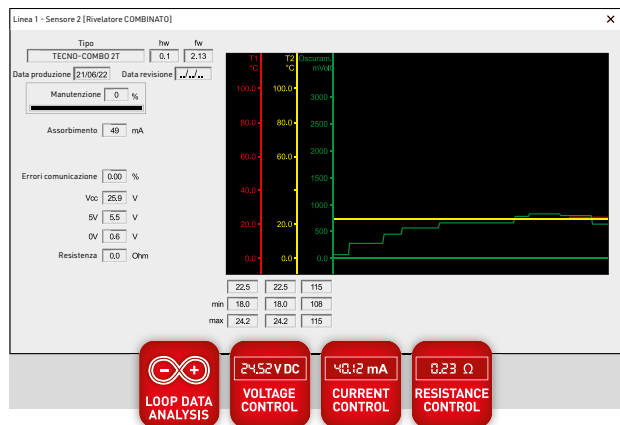 Linea 1 - Sensore 2 [Rivelatore COMBINATO]
Tipo hw fw
TECNO-COMBO 2T 0.1 2.13
Data produzione 21/06/22 Data revisione ../../..
Manutenzione 0 %
Assorbimento 49 mA
Errori comunicazione 0.00 %
Vcc 25.9 V
5V 5.5 V
0V 0.6 V
Resistenza 0.0 Ohm
T1 T2 Oscuram.
°C °C mVolt
100.0 100.0 3000
80.0 80.0 2500
60.0 60.0 2000
40.0 40.0 1500
1000
20.0 20.0 500
0.0 0.0 0.0
22.5 22.5 115
min 18.0 18.0 108
max 24.2 24.2 115
LOOP DATA
ANALYSIS
24.52 V DC
VOLTAGE
CONTROL
40.12 mA
CURRENT
CONTROL
0.23 Ω
RESISTANCE
CONTROL